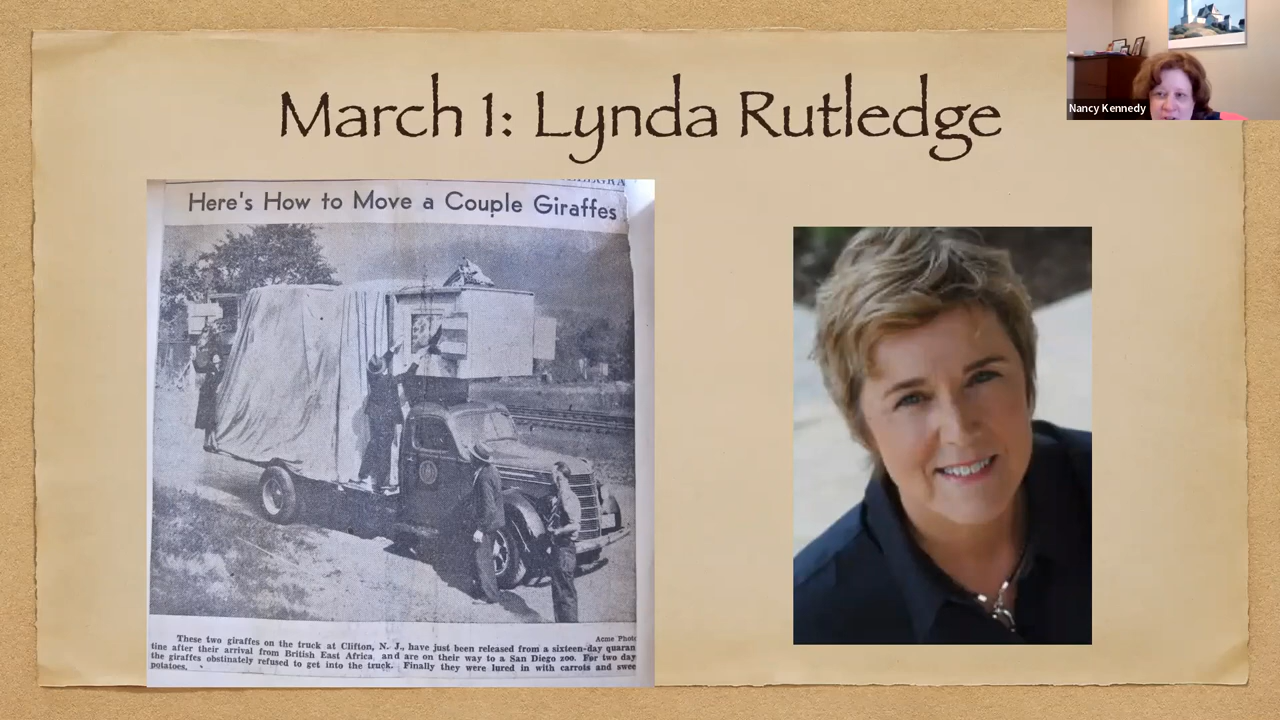 March 1: Lynda Rutledge
Nancy Kennedy
Here's How to Move a Couple Giraffes
Acme Photo
These two giraffes on the truck at Clifton, N. J., have just been released from a sixteen-day quaran
tine after their arrival from British East Africa and are on their way to a San Diego zoo. For two day
the giraffes obstinately refused to get into the truck. Finally they were lured in with carrots and swee
potatoes.